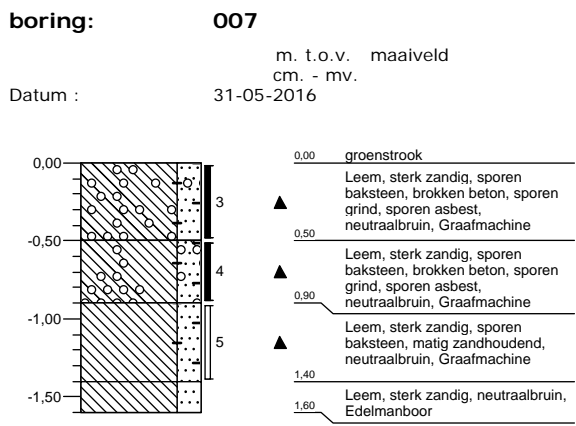 boring: 007
m. t.o.v. maaiveld
cm. - mv.
Datum : 31-05-2016
0,00
-0,50
-1,00
-1,50
3
4
5
0,00 groenstrook
Leem, sterk zandig, sporen
baksteen, brokken beton, sporen
grind, sporen asbest,
neutraalbruin, Graafmachine
0,50
Leem, sterk zandig, sporen
baksteen, brokken beton, sporen
grind, sporen asbest,
neutraalbruin, Graafmachine
0,90
Leem, sterk zandig, sporen
baksteen, matig zandhoudend,
neutraalbruin, Graafmachine
1,40
Leem, sterk zandig, neutraalbruin,
Edelmanboor
1,60